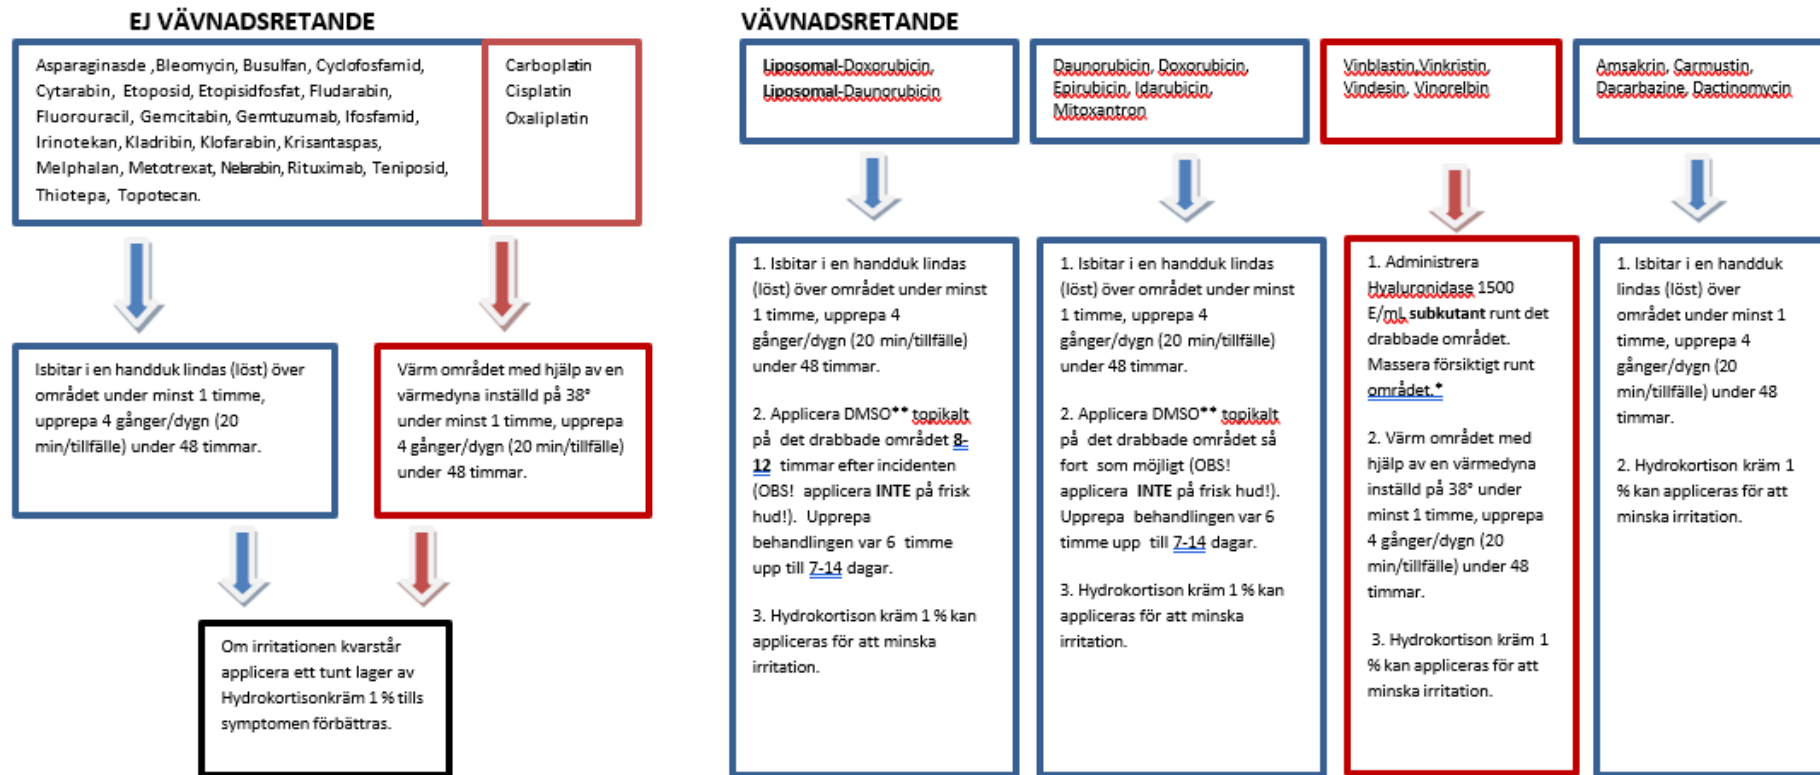 EJ VÄVNADSRETANDE
Asparaginasde ,Bleomycin, Busulfan, Cyclofosfamid,
Cytarabin, Etoposid, Etopisidfosfat, Fludarabin,
Fluorouracil, Gemcitabin, Gemtuzumab, Ifosfamid,
Irinotekan, Kladribin, Klofarabin, Krisantaspas,
Melphalan, Metotrexat, Nelarabin, Rituximab, Teniposid,
Thiotepa, Topotecan.
Carboplatin
Cisplatin
Oxaliplatin
Isbitar i en handduk lindas (löst) över
området under minst 1 timme,
upprepa 4 gånger/dygn (20
min/tillfälle) under 48 timmar.
Värm området med hjälp av en
värmedyna inställd på 38°
under minst 1 timme, upprepa
4 gånger/dygn (20 min/tillfälle)
under 48 timmar.
Om irritationen kvarstår
applicera ett tunt lager av
Hydrokortisonkräm 1 % tills
symptomen förbättras.
VÄVNADSRETANDE
Liposomal-Doxorubicin,
Liposomal-Daunorubicin
1. Isbitar i en handduk lindas
(löst) över området under minst
1 timme, upprepa 4
gånger/dygn (20 min/tillfälle)
under 48 timmar.
2. Applicera DMSO** topikalt
på det drabbade området 8-
12 timmar efter incidenten
(OBS! applicera INTE på frisk
hud!). Upprepa
behandlingen var 6 timme
upp till 7-14 dagar.
3. Hydrokortison kräm 1 % kan
appliceras för att minska
irritation.
Daunorubicin, Doxorubicin,
Epirubicin, Idarubicin,
Mitoxantron
1. Isbitar i en handduk lindas
(löst) över området under minst
1 timme, upprepa 4
gånger/dygn (20 min/tillfälle)
under 48 timmar.
2. Applicera DMSO** topikalt
på det drabbade området så
fort som möjligt (OBS!
applicera INTE på frisk hud!).
Upprepa behandlingen var 6
timme upp till 7-14 dagar.
3. Hydrokortison kräm 1 % kan
appliceras för att minska
irritation.
Vinblastin,Vinkristin,
Vindesin, Vinorelbin
1. Administrera
Hyaluronidase 1500
E/mL subkutant runt det
drabbade området.
Massera försiktigt runt
området.*
2. Värm området med
hjälp av en värmedyna
inställd på 38° under
minst 1 timme, upprepa
4 gånger/dygn (20
min/tillfälle) under 48
timmar.
3. Hydrokortison kräm 1
% kan appliceras för att
minska irritation.
Amsakrin, Carmustin,
Dacarbazine, Dactinomycin
1. Isbitar i en handduk
lindas (löst) över
området under minst 1
timme, upprepa 4
gånger/dygn (20
min/tillfälle) under 48
timmar.
2. Hydrokortison kräm 1
% kan appliceras för att
minska irritation.